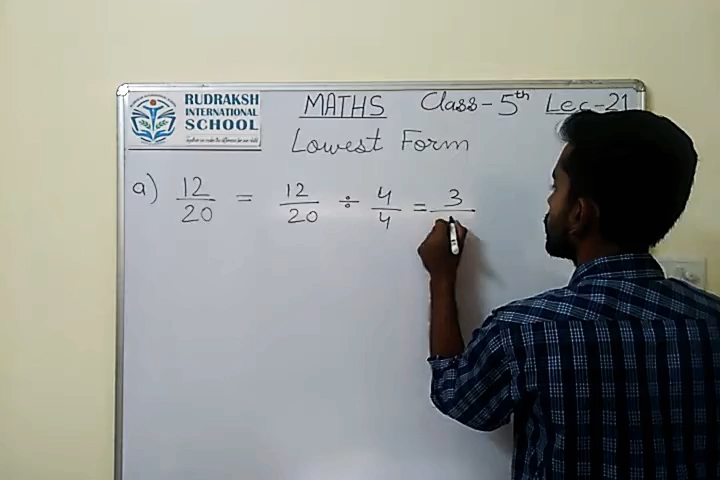 RUDRAKSH
INTERNATIONAL
SCHOOL
MATHS Class - 5th Lec - 21
Lowest Form
a) 12/20 = 12/20 ÷ 4/4 = 3/